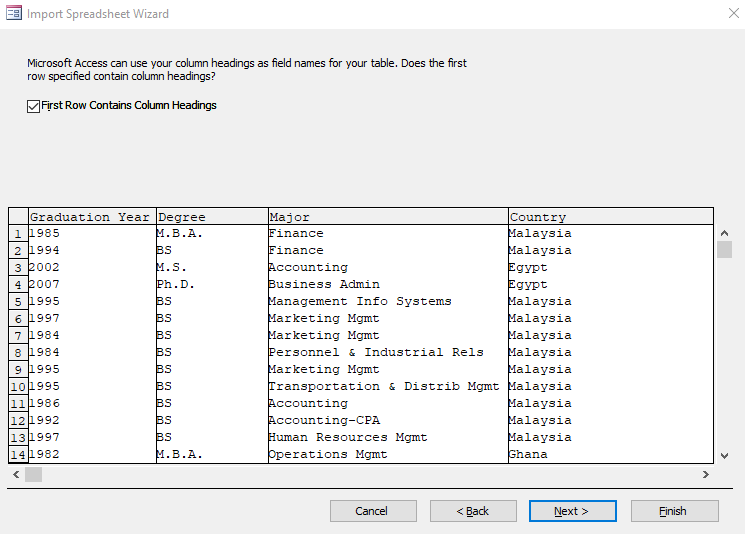 Import Spreadsheet Wizard
Microsoft Access can use your column headings as field names for your table. Does the first
row specified contain column headings?
First Row Contains Column Headings
Graduation Year Degree Major Country
1 1985 M.B.A. Finance Malaysia
2 1994 BS Finance Malaysia
3 2002 M.S. Accounting Egypt
4 2007 Ph.D. Business Admin Egypt
5 1995 BS Management Info Systems Malaysia
6 1997 BS Marketing Mgmt Malaysia
7 1984 BS Marketing Mgmt Malaysia
8 1984 BS Personnel & Industrial Rels Malaysia
9 1995 BS Marketing Mgmt Malaysia
10 1995 BS Transportation & Distrib Mgmt Malaysia
11 1986 BS Accounting Malaysia
12 1992 BS Accounting-CPA Malaysia
13 1997 BS Human Resources Mgmt Malaysia
14 1982 M.B.A. Operations Mgmt Ghana
Cancel < Back Next > Finish